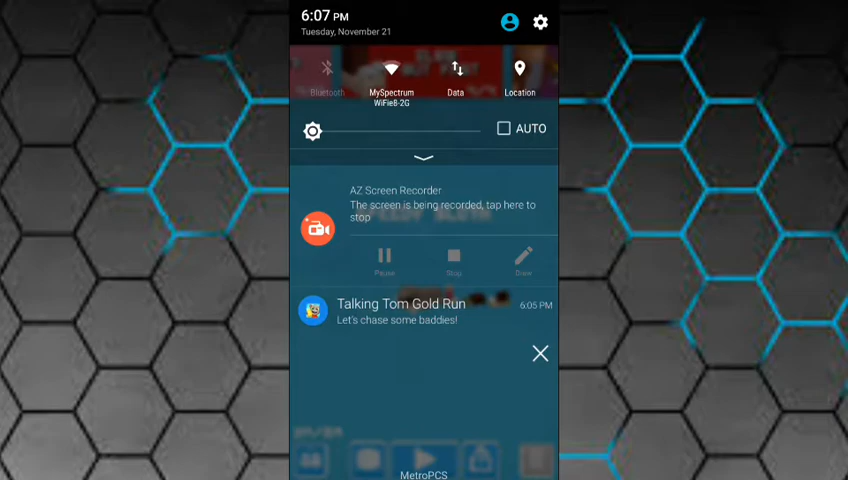 6:07 PM
Tuesday, November 21
Bluetooth
MySpectrum
WiFie8-2G
Data
Location
AUTO
AZ Screen Recorder
The screen is being recorded, tap here to
stop
Pause
Stop
Draw
Talking Tom Gold Run
6:05 PM
Let's chase some baddies!
MetroPCS